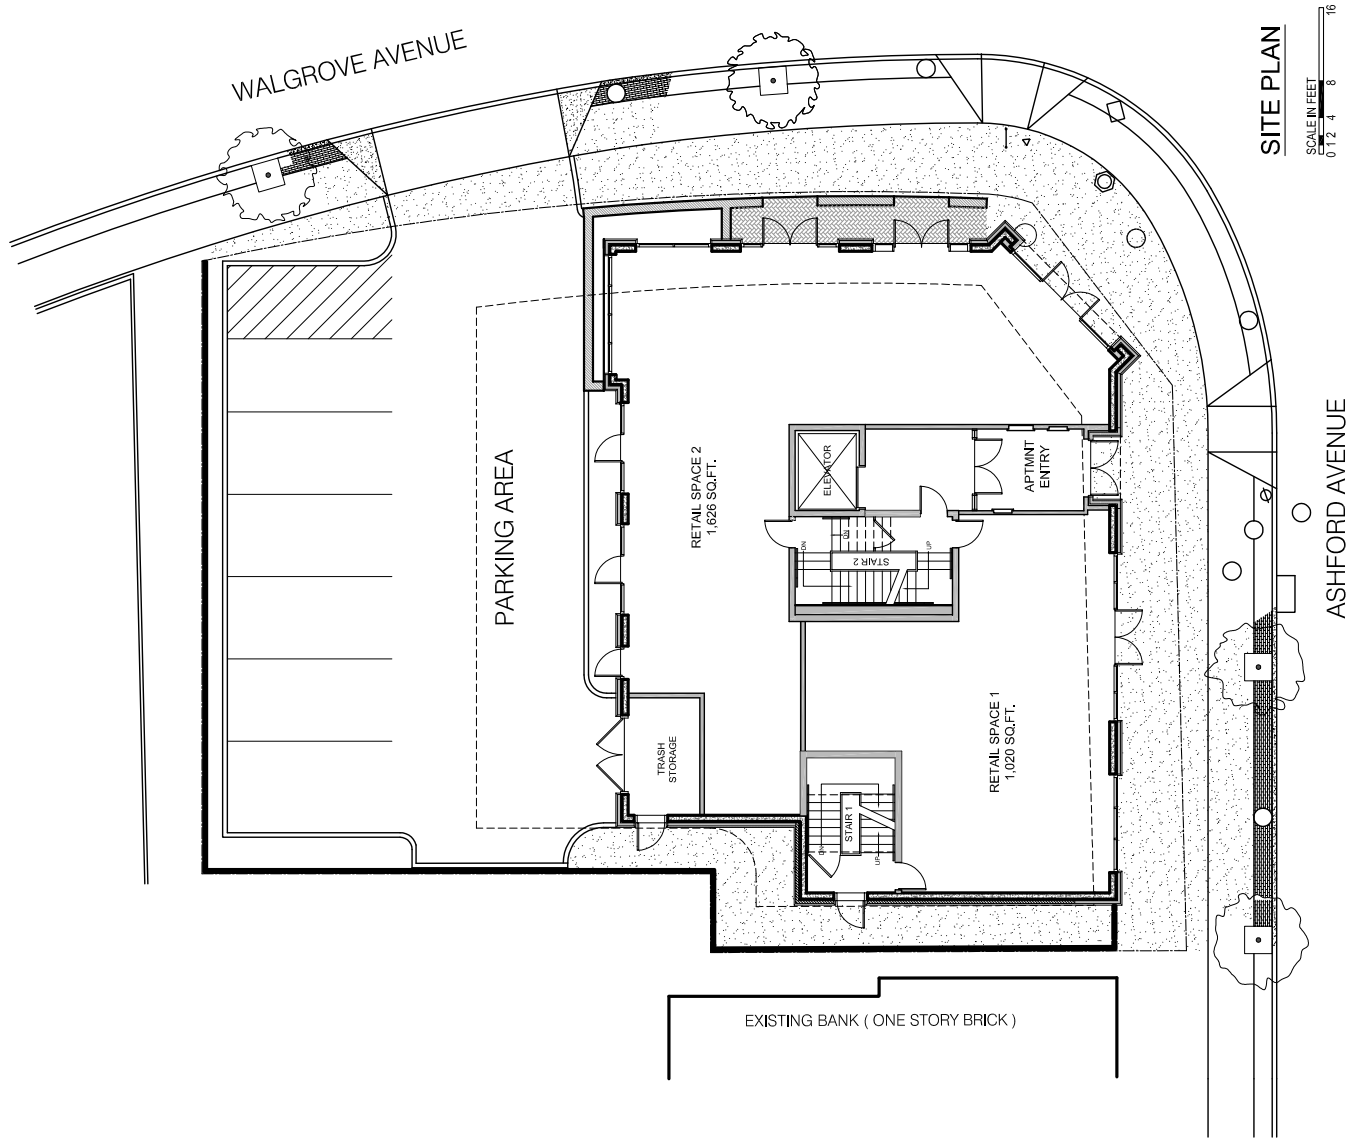 WALGROVE AVENUE
SITE PLAN
SCALE IN FEET
0 1 2 4 8 16
ASHFORD AVENUE
PARKING AREA
RETAIL SPACE 2
1,626 SQ.FT.
ELEVATOR
APTMNT
ENTRY
DN
DN
UP
STAIR 2
TRASH
STORAGE
RETAIL SPACE 1
1,020 SQ.FT.
STAIR 1
DN
UP
EXISTING BANK ( ONE STORY BRICK )